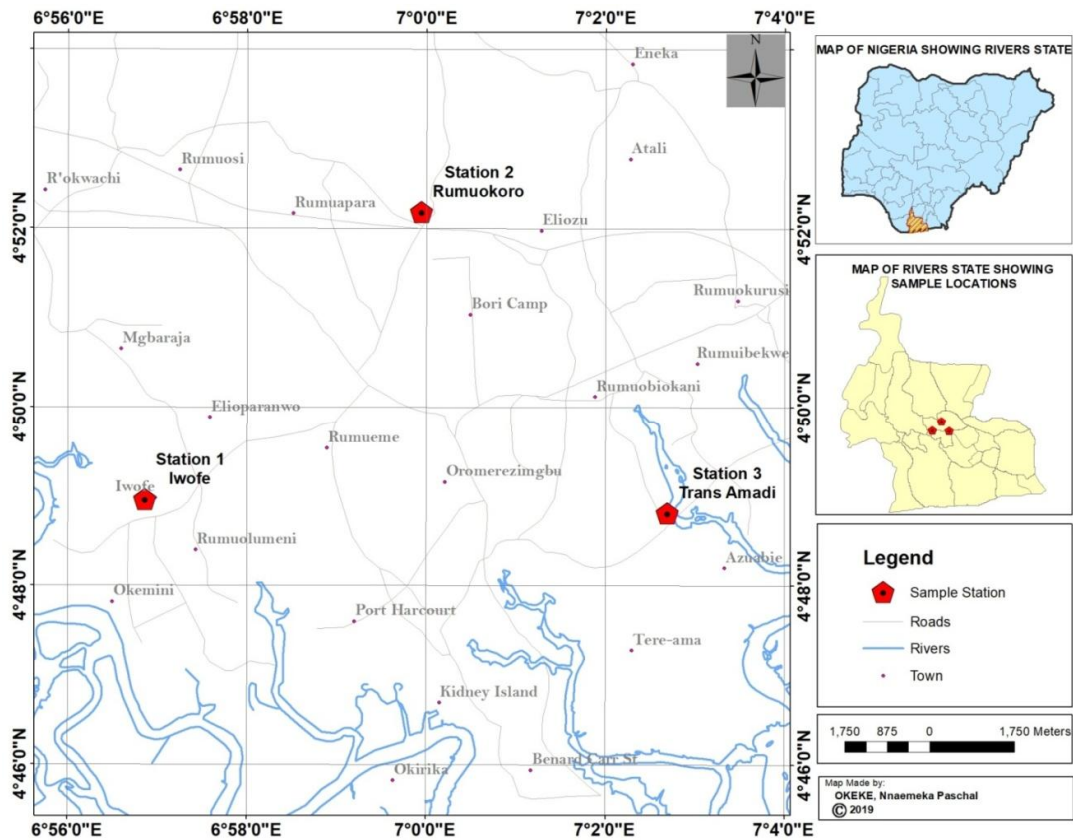 6°56'0"E 6°58'0"E 7°0'0"E 7°2'0"E 7°4'0"E
N
Eneka
Rumuosi
Atali
R'okwachi
Station 2
Rumuokoro
Rumuapara
Eliozu
4°52'0"N
4°52'0"N
Rumuokurusi
Bori Camp
Mgbaraja
Rumuibekwe
Rumuobiokani
4°50'0"N
4°50'0"N
Elioparanwo
Rumueme
Station 1
Iwofe
Iwofe
Oromerezimgbu
Station 3
Trans Amadi
Rumuolumeni
Azuabie
4°48'0"N
4°48'0"N
Okemini
Port Harcourt
Tere-ama
Kidney Island
4°46'0"N
4°46'0"N
Okirika
Benard Carr St
6°56'0"E 6°58'0"E 7°0'0"E 7°2'0"E 7°4'0"E
MAP OF NIGERIA SHOWING RIVERS STATE
MAP OF RIVERS STATE SHOWING
SAMPLE LOCATIONS
Legend
Sample Station
Roads
Rivers
Town
1,750 875 0 1,750 Meters
Map Made by:
OKEKE, Nnaemeka Paschal
© 2019